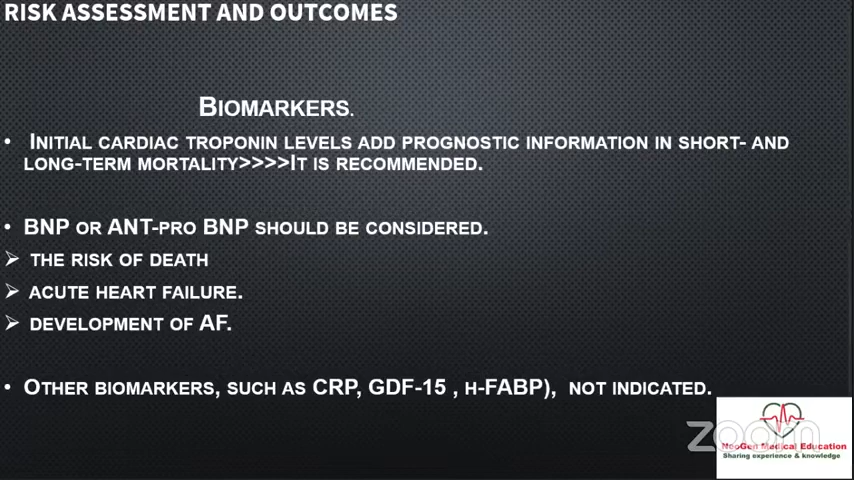 RISK ASSESSMENT AND OUTCOMES
BIOMARKERS.
• INITIAL CARDIAC TROPONIN LEVELS ADD PROGNOSTIC INFORMATION IN SHORT- AND
LONG-TERM MORTALITY>>>>IT IS RECOMMENDED.
• BNP OR ANT-PRO BNP SHOULD BE CONSIDERED.
➢ THE RISK OF DEATH
➢ ACUTE HEART FAILURE.
➢ DEVELOPMENT OF AF.
• OTHER BIOMARKERS, SUCH AS CRP, GDF-15 , H-FABP), NOT INDICATED.
zoom
NeoGen Medical Education
Sharing experience & knowledge